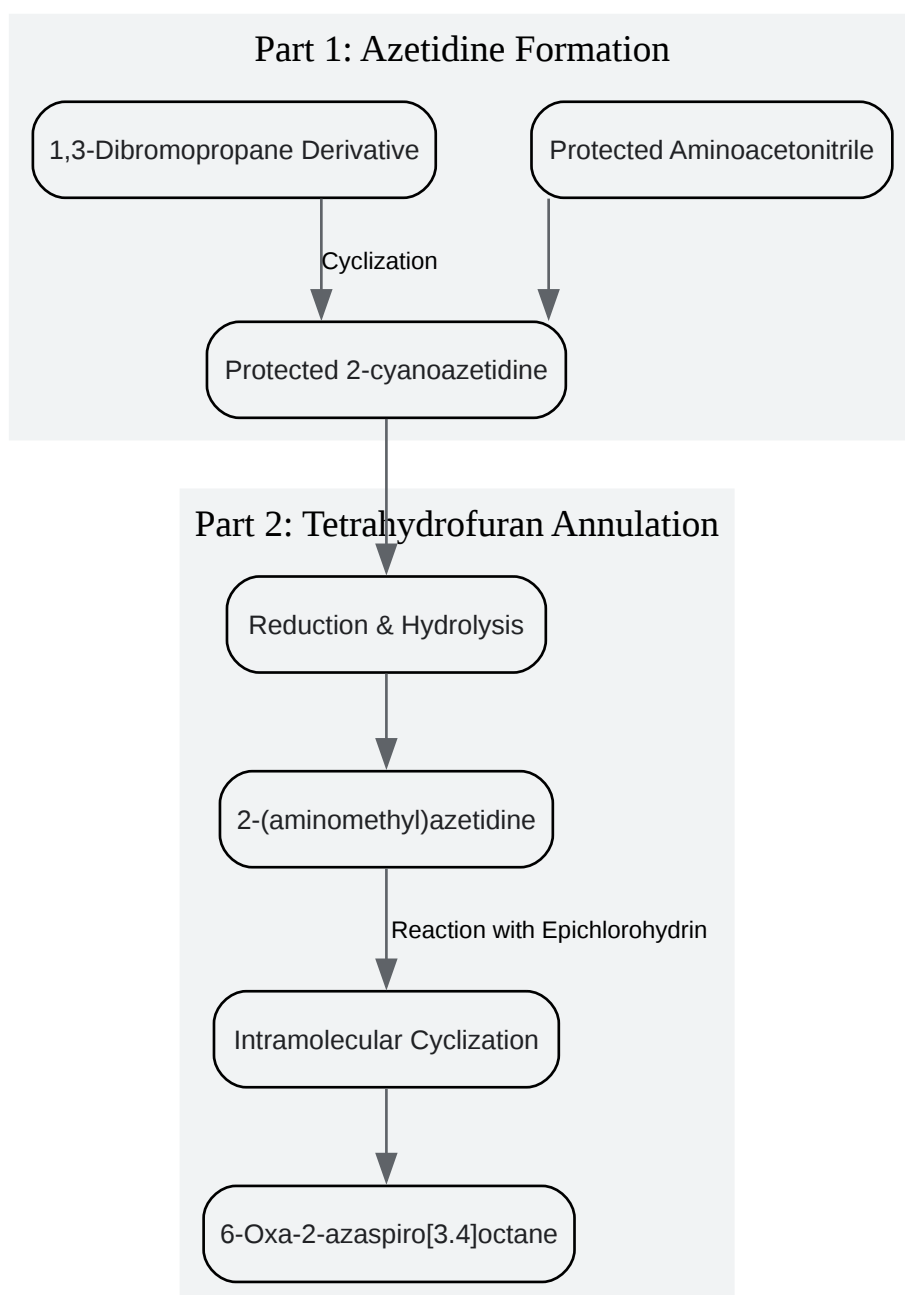 Part 1: Azetidine Formation
1,3-Dibromopropane Derivative
Protected Aminoacetonitrile
Cyclization
Protected 2-cyanoazetidine
Part 2: Tetrahydrofuran Annulation
Reduction & Hydrolysis
2-(aminomethyl)azetidine
Reaction with Epichlorohydrin
Intramolecular Cyclization
6-Oxa-2-azaspiro[3.4]octane